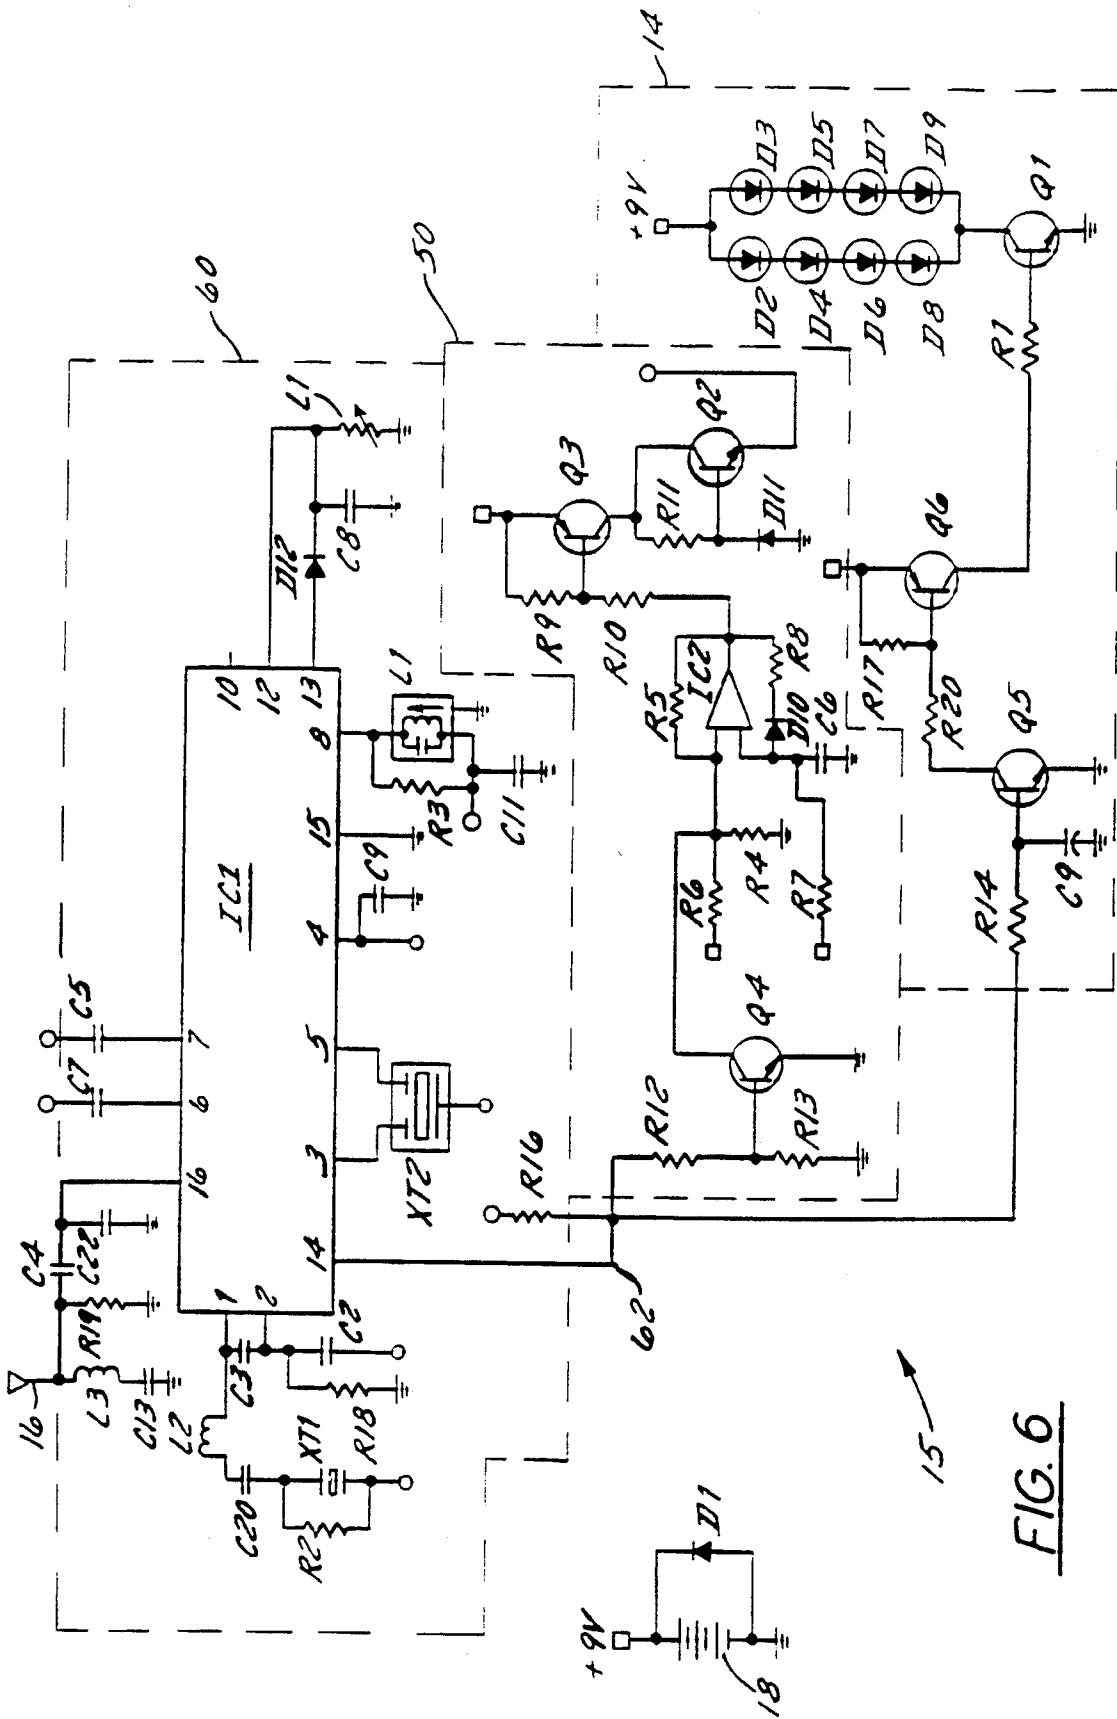 16
C4
C22
R19
L3
C13
L2
C20
R2
XT1
R18
C3
C2
C7
C5
16
6
7
1
2
14
3
5
4
15
8
10
12
13
IC1
XT2
C9
R3
C11
L1
D12
C8
L1
60
50
14
R16
62
R12
R13
Q4
R6
R4
R7
R5
IC2
D10
C6
R8
R9
R10
Q3
R11
Q2
D11
R14
C9
Q5
R20
R17
Q6
R1
Q1
+9V
D2
D3
D4
D5
D6
D7
D8
D9
+9V
D1
18
15
FIG. 6